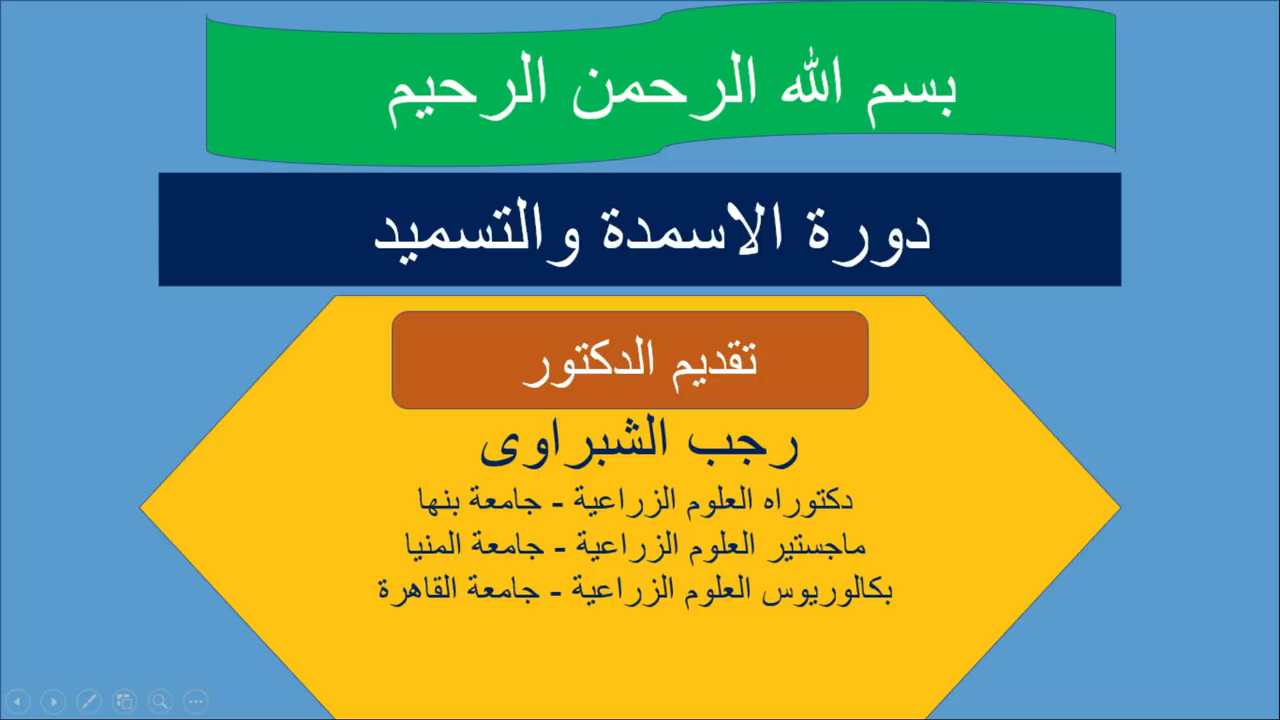 بسم الله الرحمن الرحيم
دورة الاسمدة والتسميد
تقديم الدكتور
رجب الشبراوى
دكتوراه العلوم الزراعية - جامعة بنها
ماجستير العلوم الزراعية - جامعة المنيا
بكالوريوس العلوم الزراعية - جامعة القاهرة